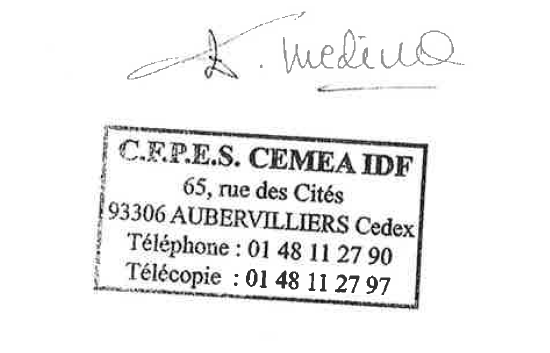 . Medina
C.F.P.E.S. CEMEA IDF
65, rue des Cités
93306 AUBERVILLIERS Cedex
Téléphone : 01 48 11 27 90
Télécopie : 01 48 11 27 97